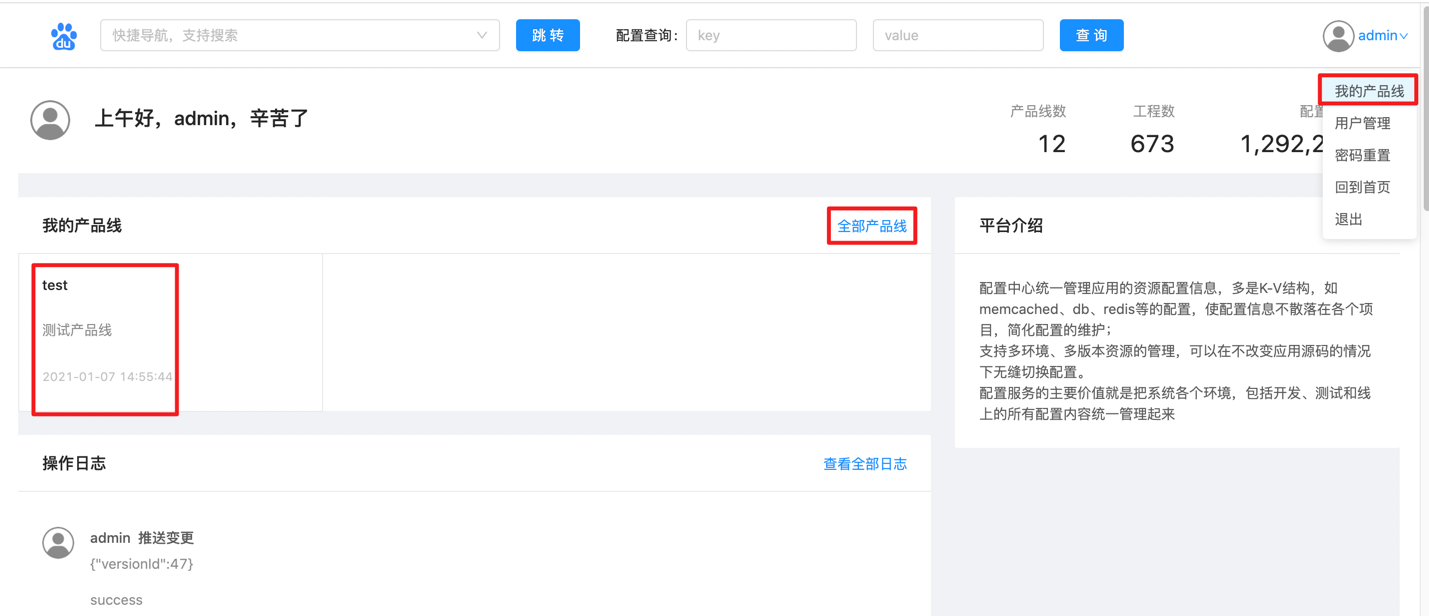 du
快捷导航，支持搜索
跳 转
配置查询:
key
value
查 询
admin
上午好，admin，辛苦了
产品线数
12
工程数
673
配置
1,292,2
我的产品线
用户管理
密码重置
回到首页
退出
我的产品线
全部产品线
test
测试产品线
2021-01-07 14:55:44
平台介绍
配置中心统一管理应用的资源配置信息，多是K-V结构，如
memcached、db、redis等的配置，使配置信息不散落在各个项
目，简化配置的维护；
支持多环境、多版本资源的管理，可以在不改变应用源码的情况
下无缝切换配置。
配置服务的主要价值就是把系统各个环境，包括开发、测试和线
上的所有配置内容统一管理起来
操作日志
查看全部日志
admin 推送变更
{"versionId":47}
success